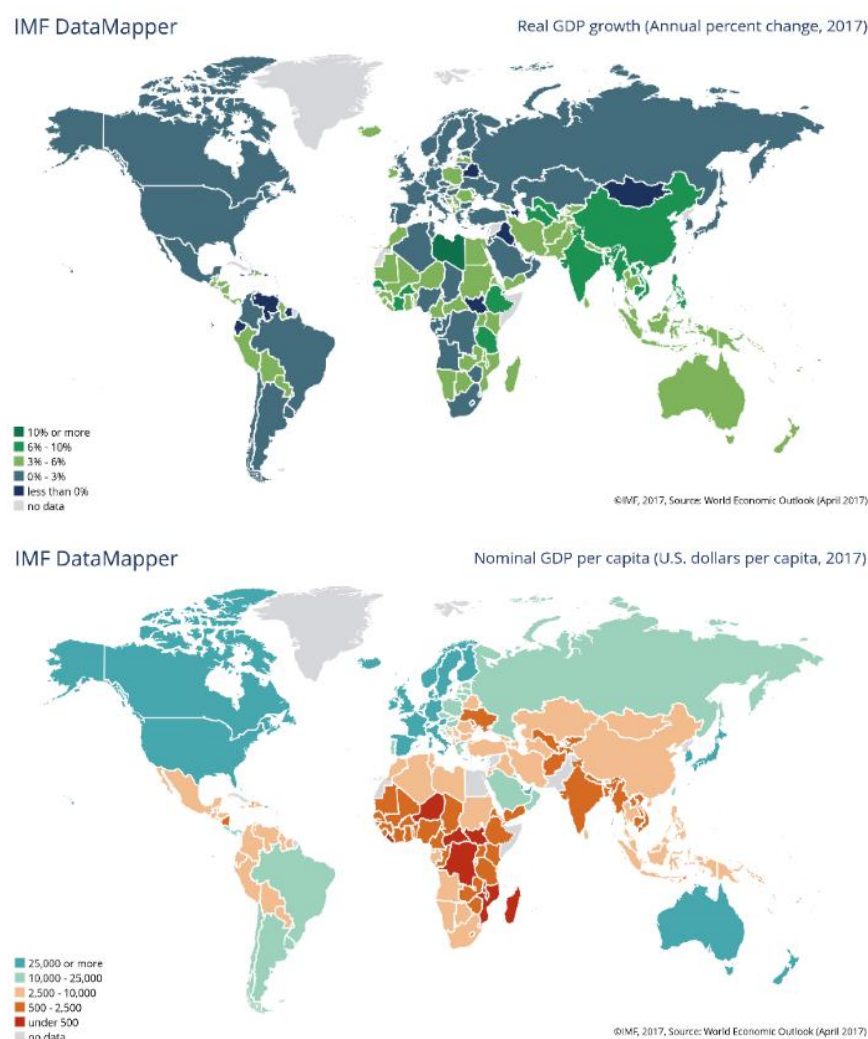 IMF DataMapper
Real GDP growth (Annual percent change, 2017)
10% or more
6% - 10%
3% - 6%
0% - 3%
less than 0%
no data
©IMF, 2017, Source: World Economic Outlook (April 2017)
IMF DataMapper
Nominal GDP per capita (U.S. dollars per capita, 2017)
25,000 or more
10,000 - 25,000
2,500 - 10,000
500 - 2,500
under 500
no data
©IMF, 2017, Source: World Economic Outlook (April 2017)